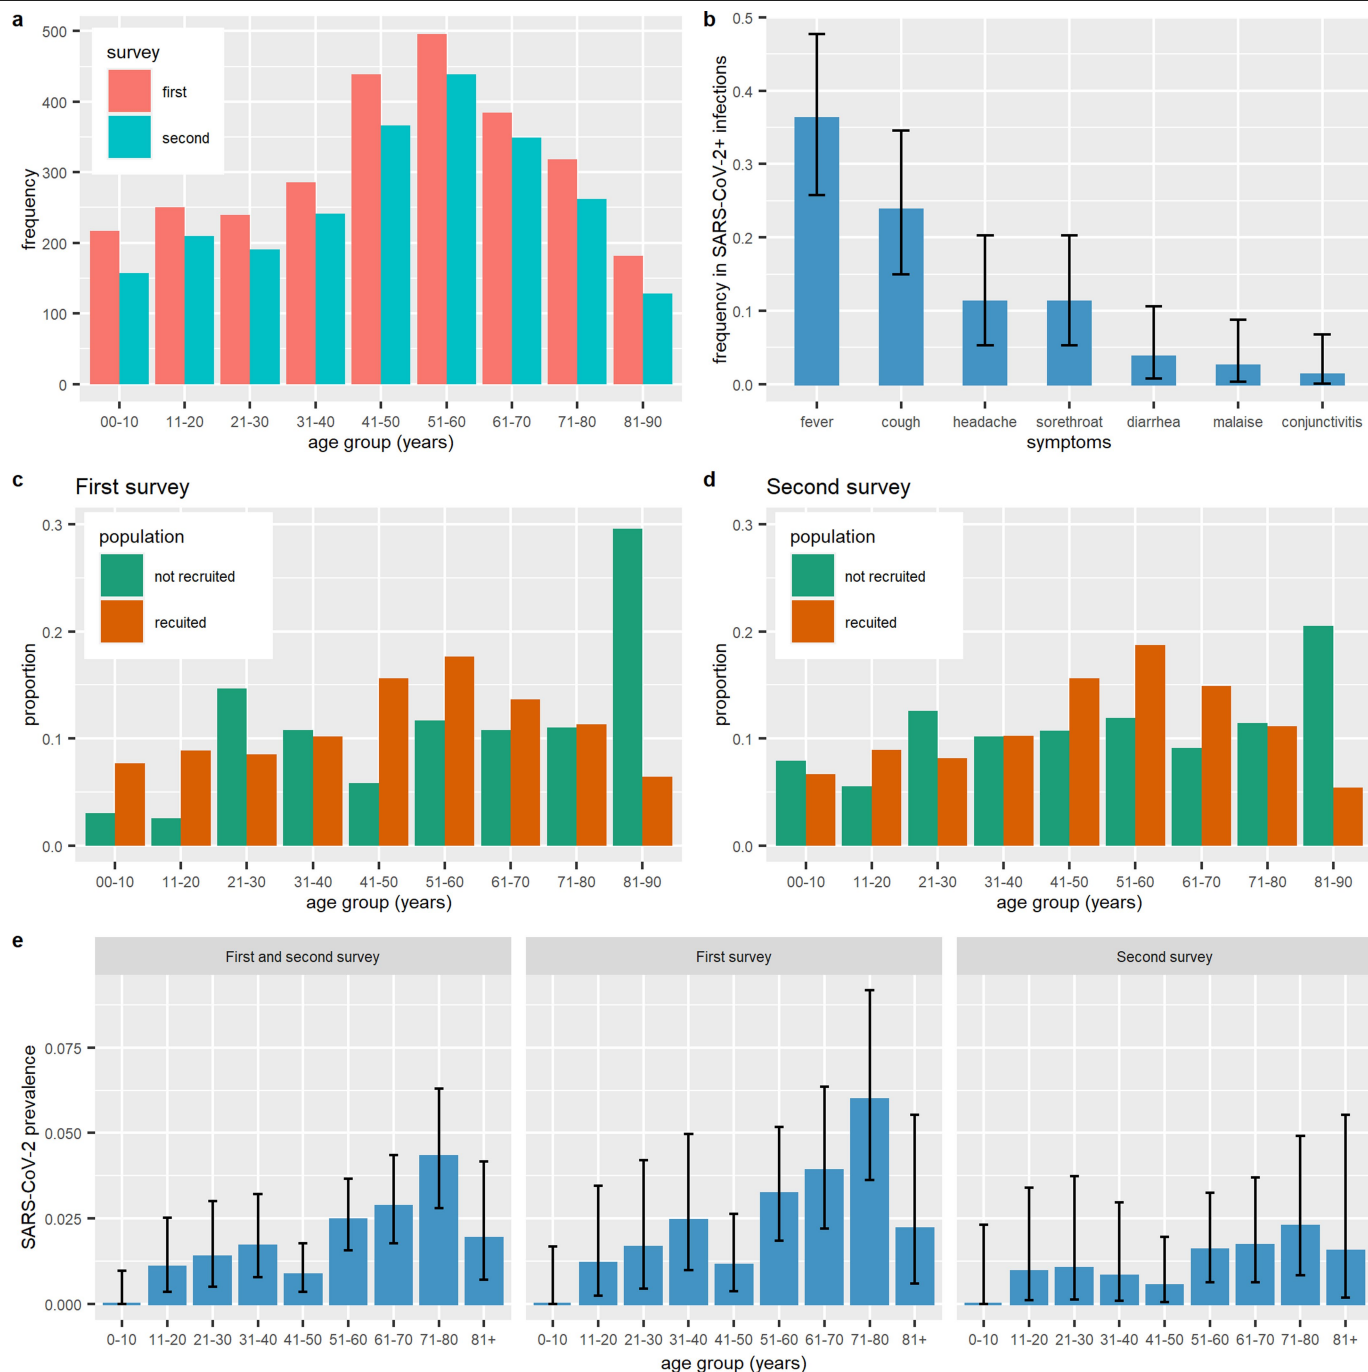 a
survey
first
second
frequency
500
400
300
200
100
0
00-10 11-20 21-30 31-40 41-50 51-60 61-70 71-80 81-90
age group (years)
b
frequency in SARS-CoV-2+ infections
0.5
0.4
0.3
0.2
0.1
0.0
fever cough headache sorethroat diarrhea malaise conjunctivitis
symptoms
c
First survey
population
not recruited
recuited
proportion
0.3
0.2
0.1
0.0
00-10 11-20 21-30 31-40 41-50 51-60 61-70 71-80 81-90
age group (years)
d
Second survey
population
not recruited
recuited
proportion
0.3
0.2
0.1
0.0
00-10 11-20 21-30 31-40 41-50 51-60 61-70 71-80 81-90
age group (years)
e
First and second survey
First survey
Second survey
SARS-CoV-2 prevalence
0.075
0.050
0.025
0.000
0-10 11-20 21-30 31-40 41-50 51-60 61-70 71-80 81+
0-10 11-20 21-30 31-40 41-50 51-60 61-70 71-80 81+
0-10 11-20 21-30 31-40 41-50 51-60 61-70 71-80 81+
age group (years)